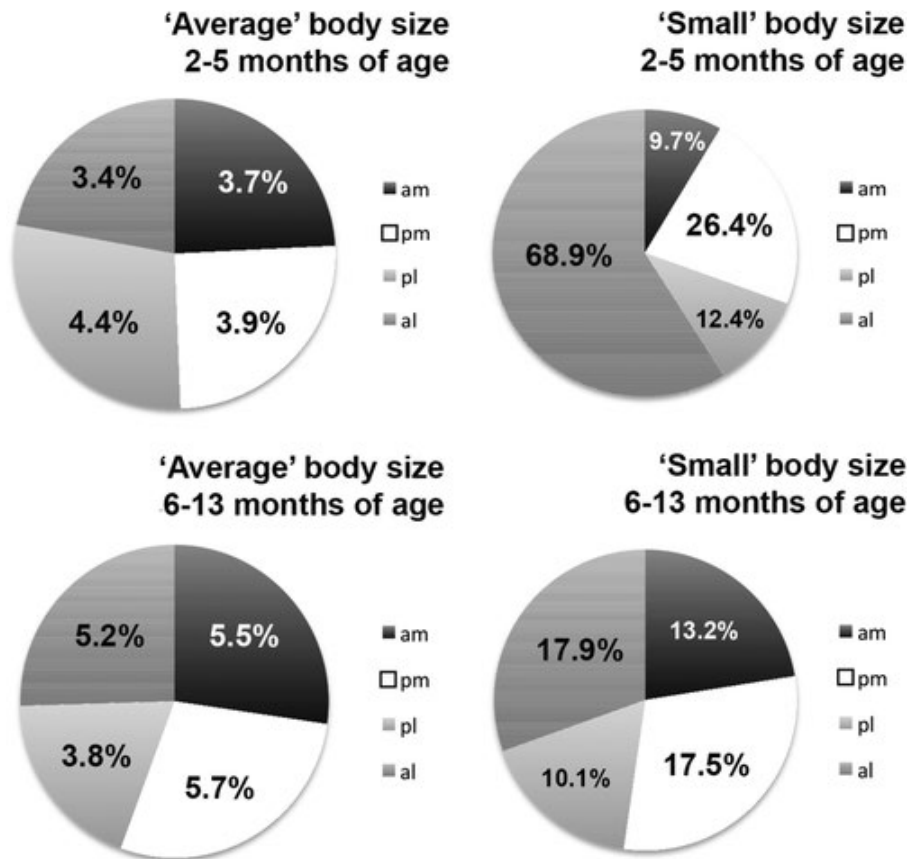 ‘Average’ body size
2-5 months of age
3.4%
3.7%
4.4%
3.9%
am
pm
pl
al
‘Small’ body size
2-5 months of age
9.7%
26.4%
68.9%
12.4%
am
pm
pl
al
‘Average’ body size
6-13 months of age
5.2%
5.5%
3.8%
5.7%
am
pm
pl
al
‘Small’ body size
6-13 months of age
13.2%
17.9%
10.1%
17.5%
am
pm
pl
al